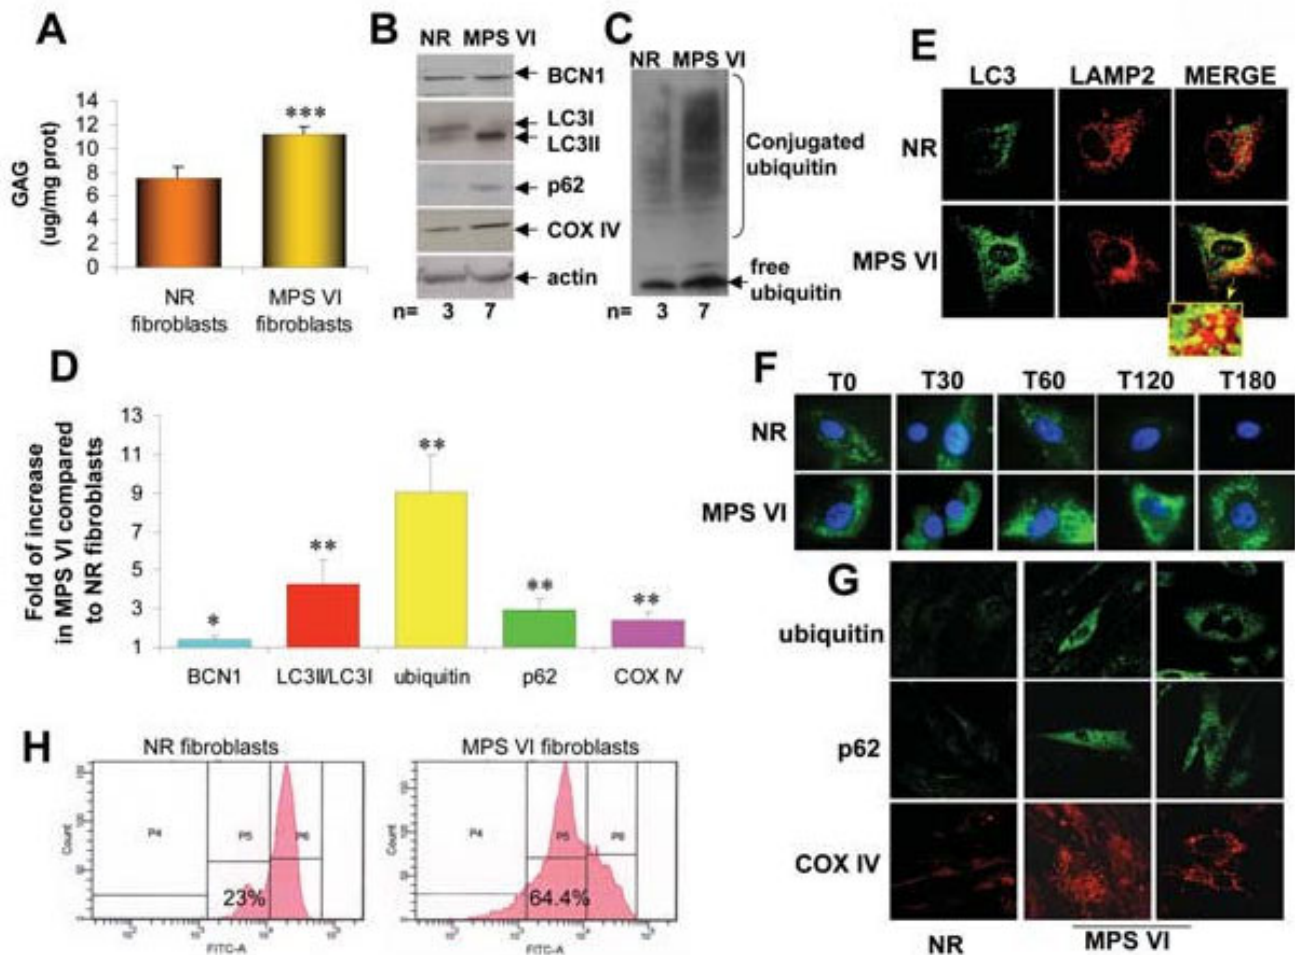 A
14
12
10
8
6
4
2
0
GAG
(ug/mg prot)
***
NR
fibroblasts
MPS VI
fibroblasts
B
NR MPS VI
BCN1
LC3I
LC3II
p62
COX IV
actin
n= 3 7
C
NR MPS VI
Conjugated
ubiquitin
free
ubiquitin
n= 3 7
E
LC3 LAMP2 MERGE
NR
MPS VI
D
13
11
9
7
5
3
1
Fold of increase
in MPS VI compared
to NR fibroblasts
*
**
**
**
**
BCN1 LC3II/LC3I ubiquitin p62 COX IV
F
T0 T30 T60 T120 T180
NR
MPS VI
G
ubiquitin
p62
COX IV
NR MPS VI
H
NR fibroblasts
Count
P4 P5 P6
23%
FITC-A
MPS VI fibroblasts
Count
P4 P5 P6
64.4%
FITC-A